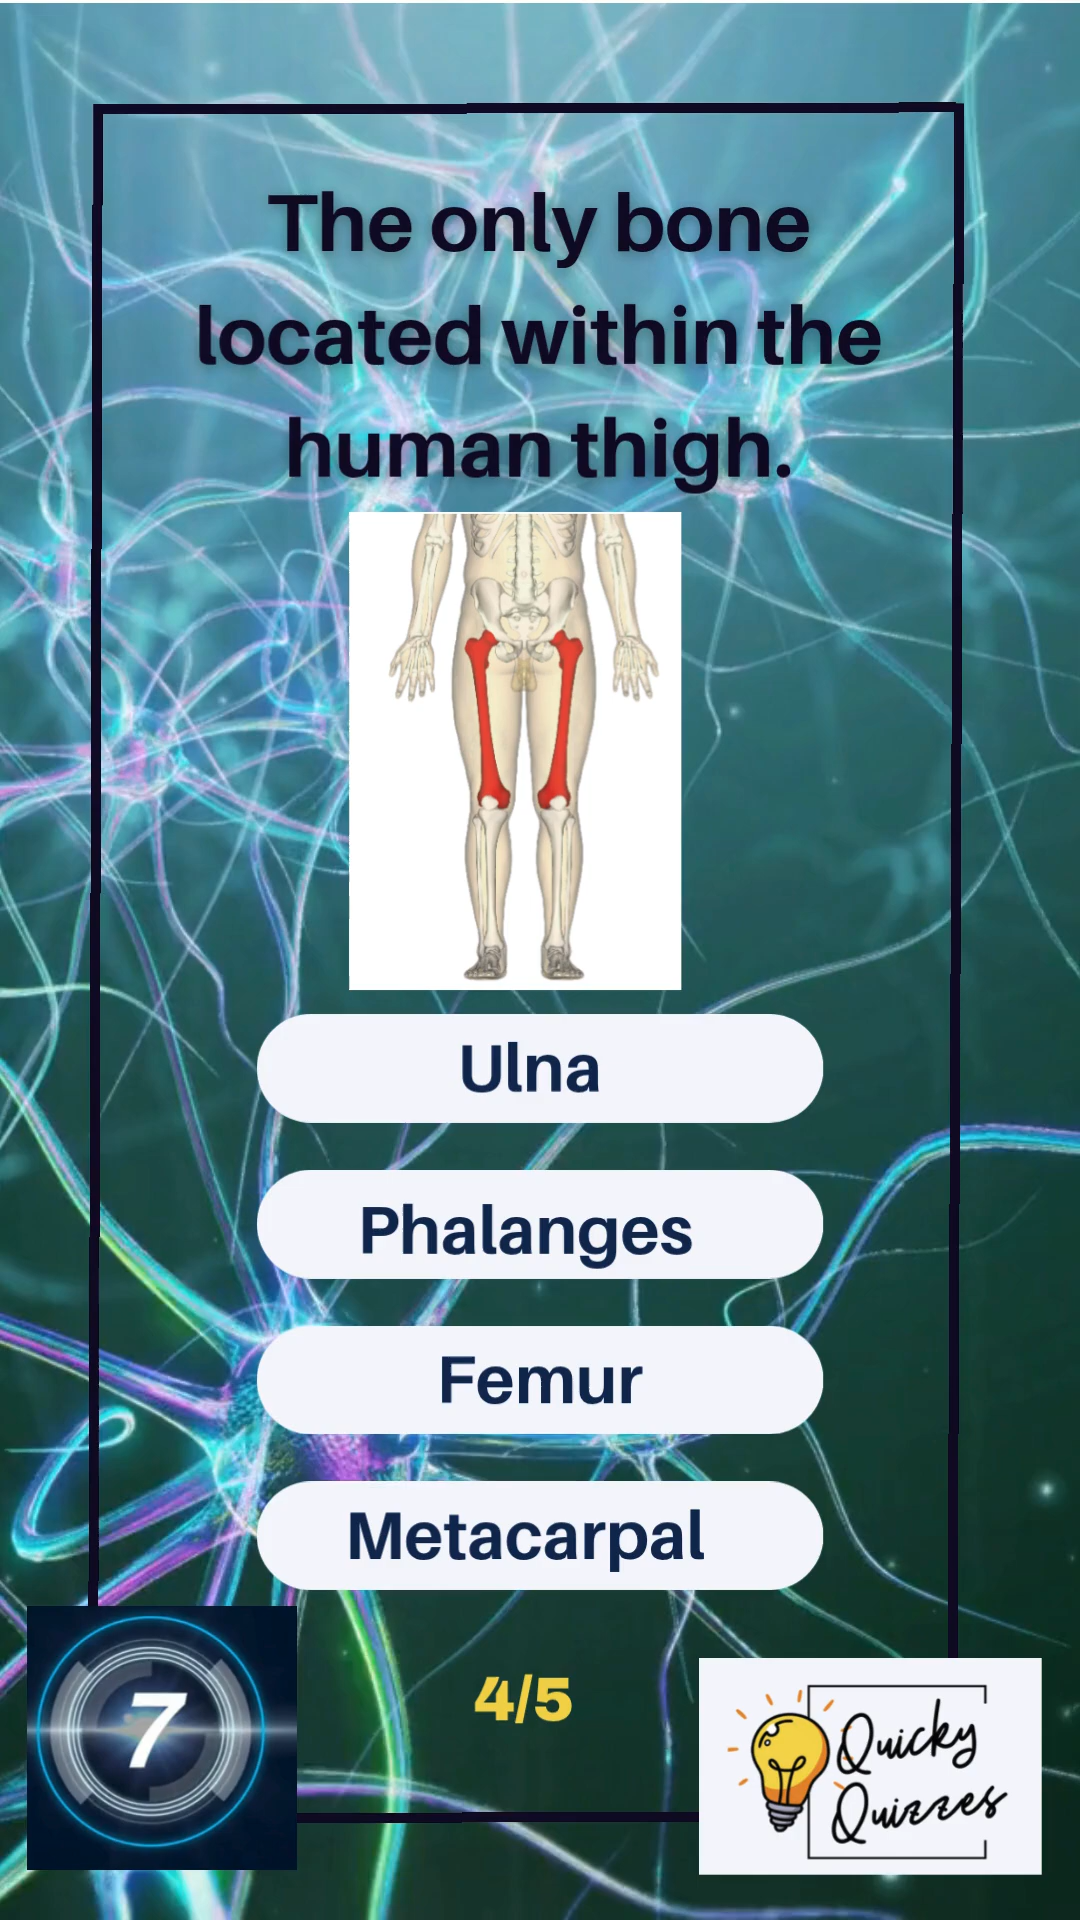 The only bone
located within the
human thigh.
Ulna
Phalanges
Femur
Metacarpal
7
4/5
Quicky
Quizzes